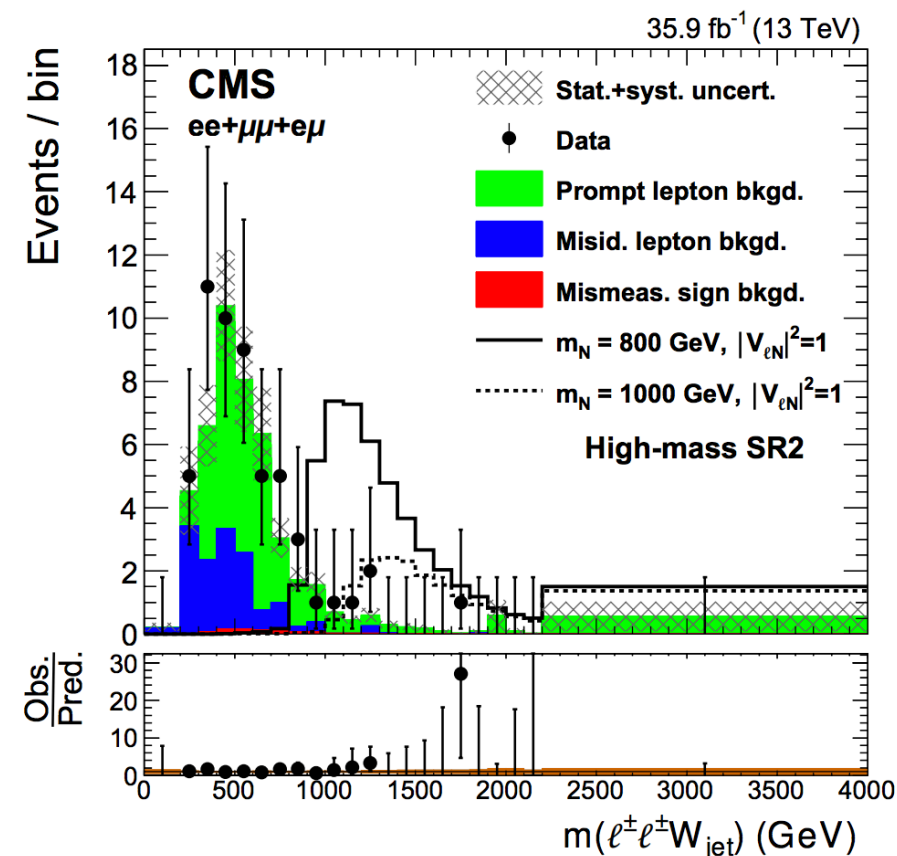 35.9 fb⁻¹ (13 TeV)
CMS
ee+μμ+eμ
Stat.+syst. uncert.
Data
Prompt lepton bkgd.
Misid. lepton bkgd.
Mismeas. sign bkgd.
m_N = 800 GeV, |V_ℓN|²=1
m_N = 1000 GeV, |V_ℓN|²=1
High-mass SR2
Events / bin
18
16
14
12
10
8
6
4
2
0
Obs.
Pred.
30
20
10
0
0 500 1000 1500 2000 2500 3000 3500 4000
m(ℓ±ℓ±W_jet) (GeV)